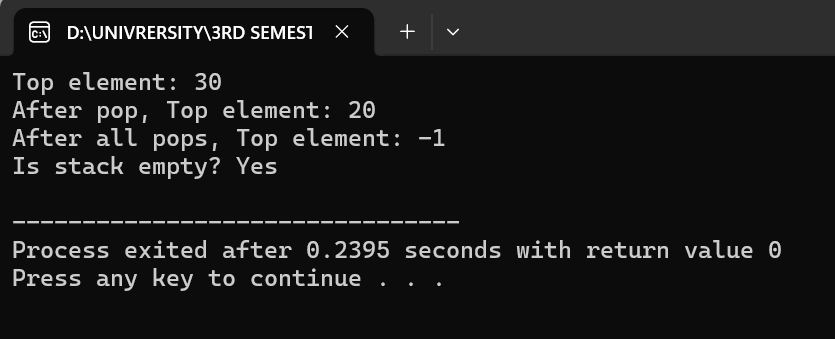 D:\UNIVRERSITY\3RD SEMEST
Top element: 30
After pop, Top element: 20
After all pops, Top element: -1
Is stack empty? Yes
--------------------------------
Process exited after 0.2395 seconds with return value 0
Press any key to continue . . .